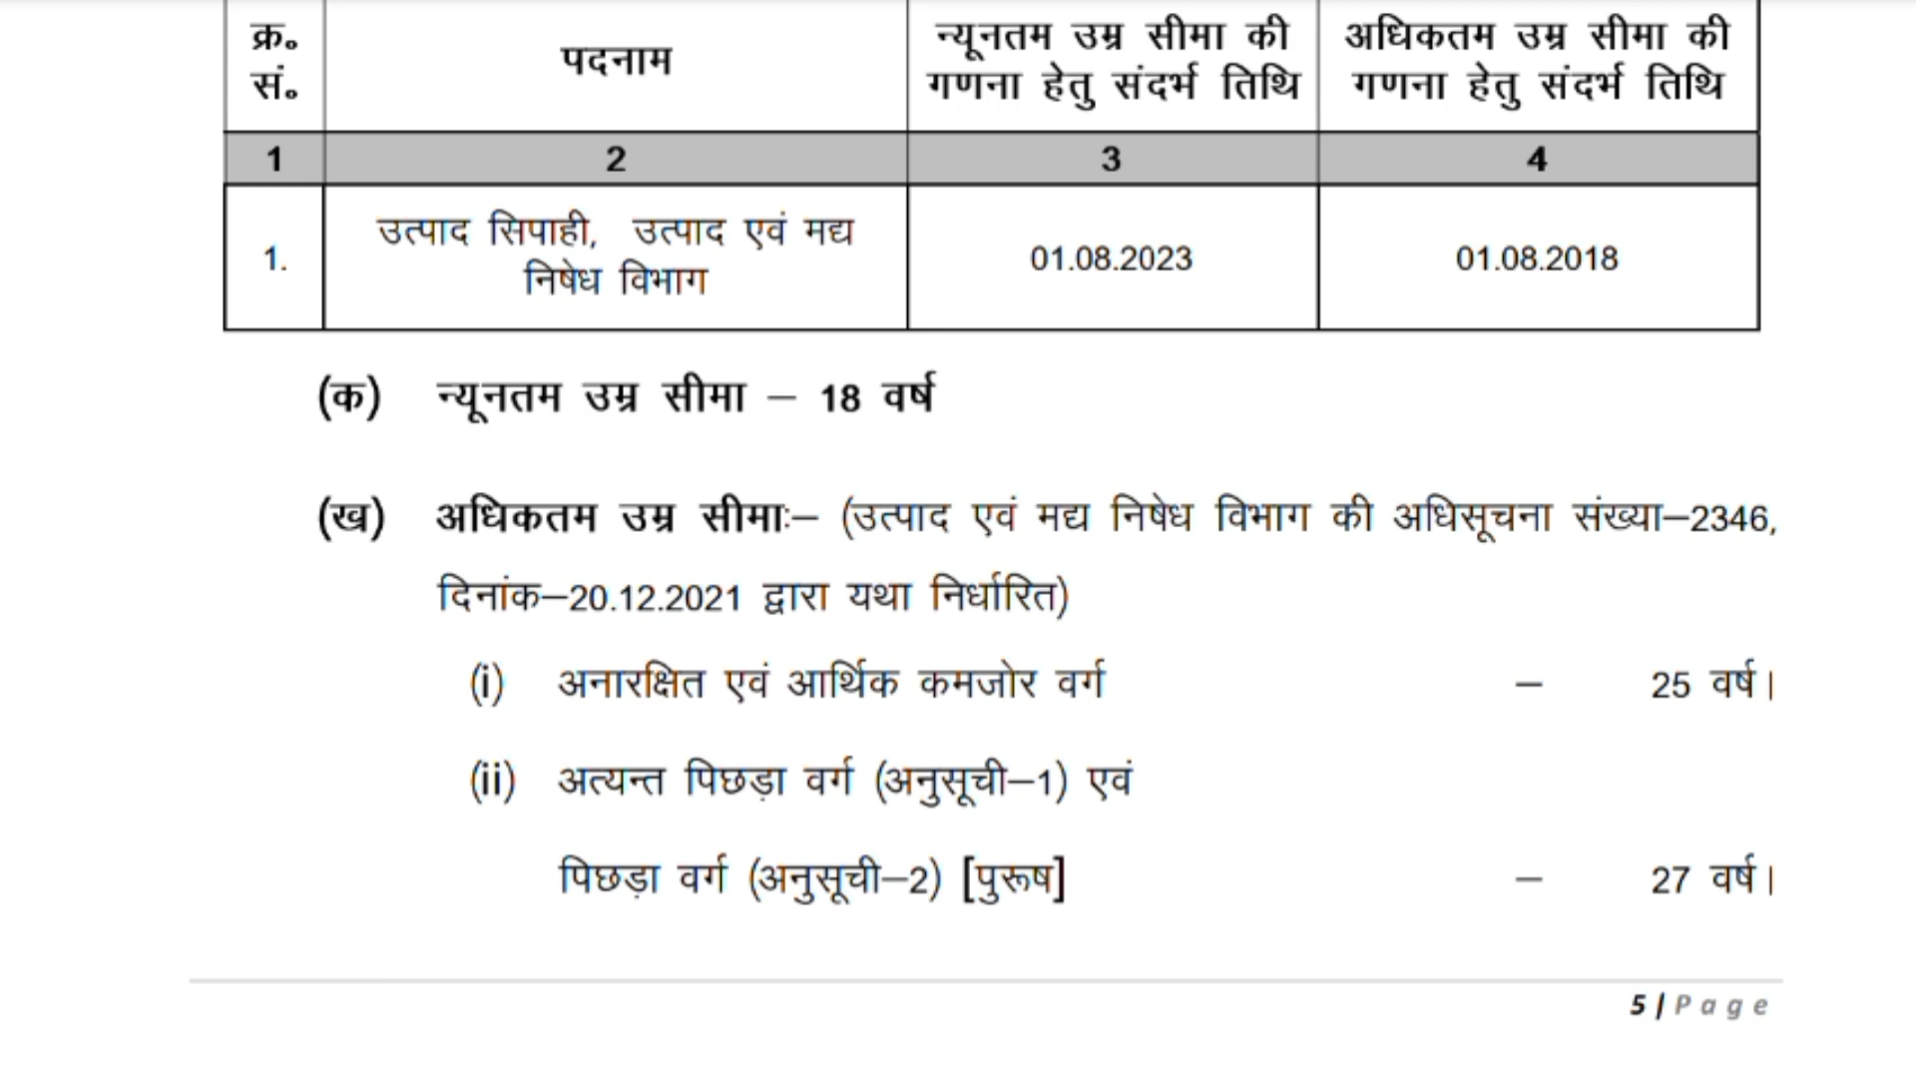 क्र॰ सं॰ पदनाम न्यूनतम उम्र सीमा की गणना हेतु संदर्भ तिथि अधिकतम उम्र सीमा की गणना हेतु संदर्भ तिथि
1 2 3 4
1. उत्पाद सिपाही, उत्पाद एवं मद्य निषेध विभाग 01.08.2023 01.08.2018
(क) न्यूनतम उम्र सीमा – 18 वर्ष
(ख) अधिकतम उम्र सीमाः– (उत्पाद एवं मद्य निषेध विभाग की अधिसूचना संख्या–2346,
दिनांक–20.12.2021 द्वारा यथा निर्धारित)
(i) अनारक्षित एवं आर्थिक कमजोर वर्ग – 25 वर्ष।
(ii) अत्यन्त पिछड़ा वर्ग (अनुसूची–1) एवं
पिछड़ा वर्ग (अनुसूची–2) [पुरूष] – 27 वर्ष।
5 | Page